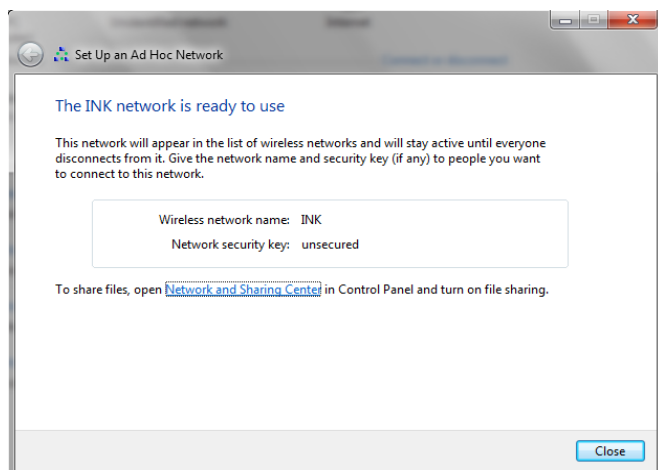 Set Up an Ad Hoc Network
The INK network is ready to use
This network will appear in the list of wireless networks and will stay active until everyone
disconnects from it. Give the network name and security key (if any) to people you want
to connect to this network.
Wireless network name: INK
Network security key: unsecured
To share files, open Network and Sharing Center in Control Panel and turn on file sharing.
Close